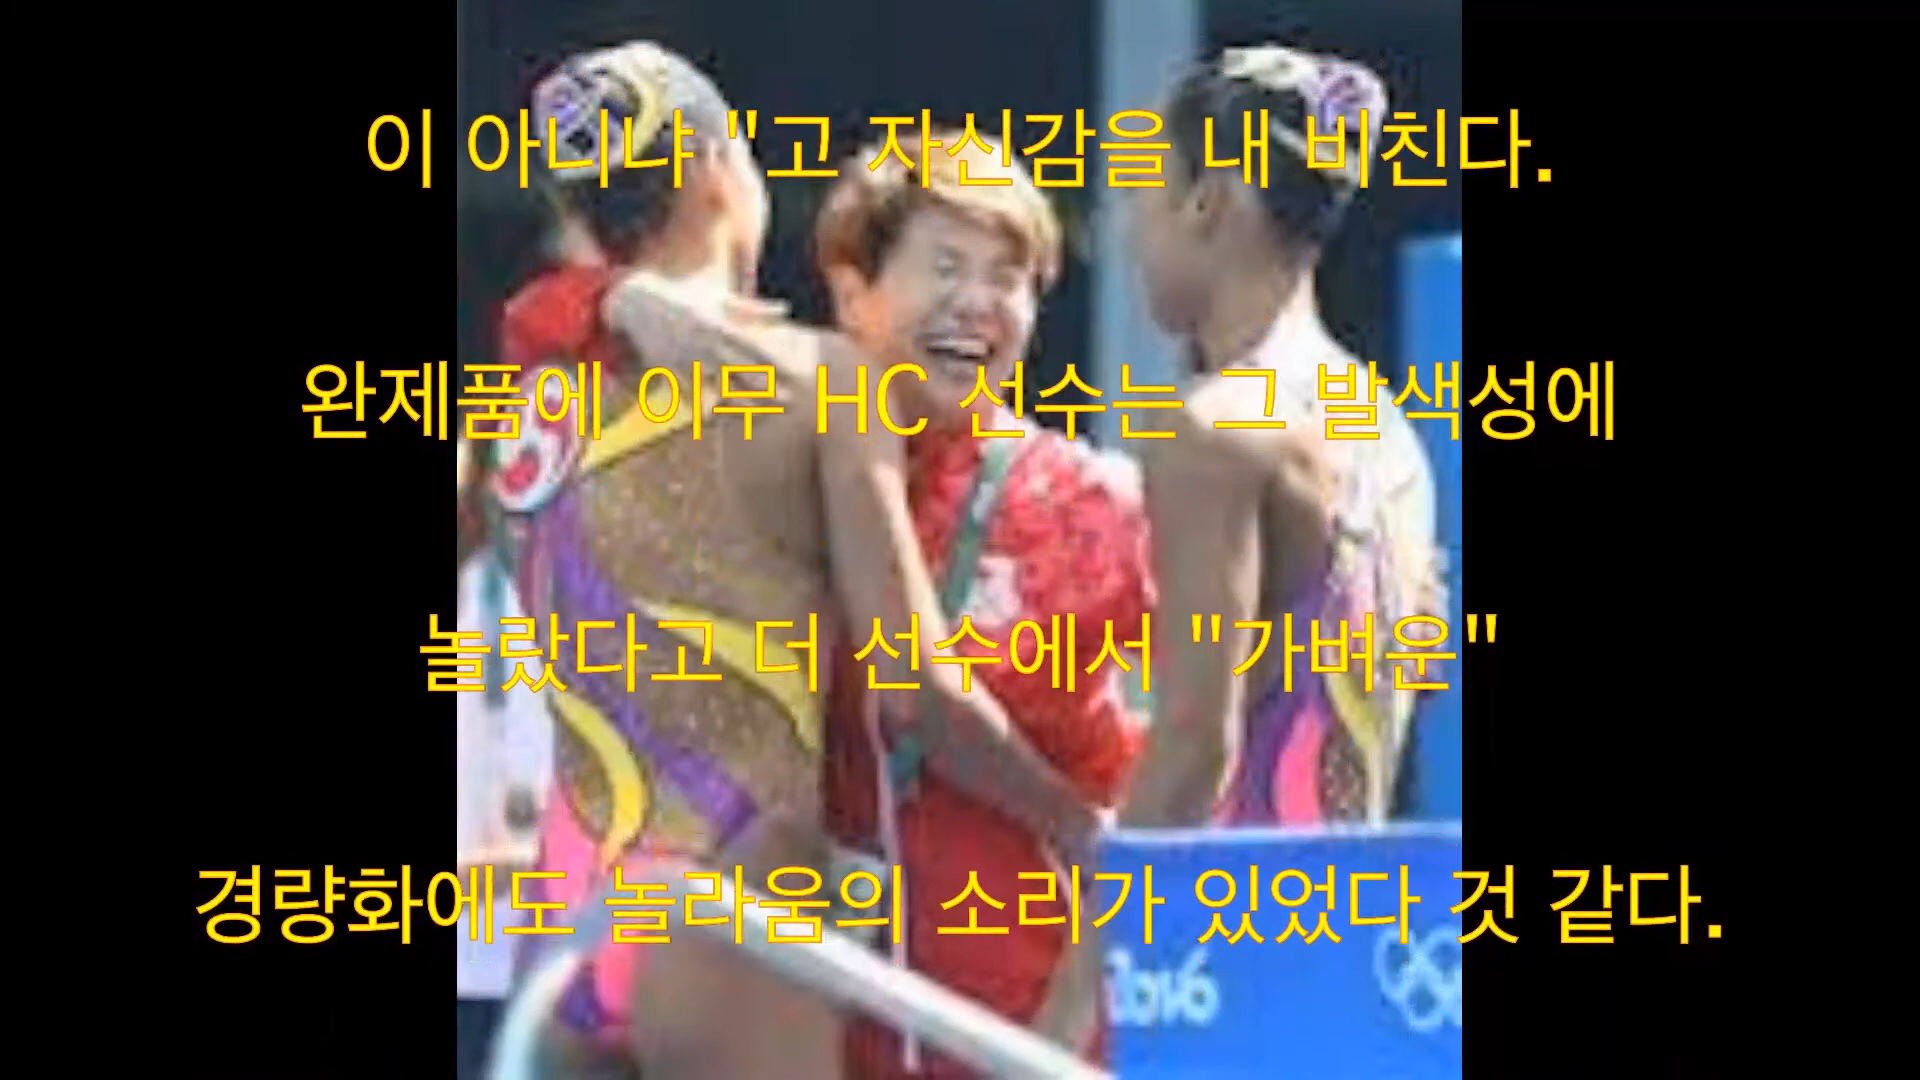 이 아니냐 "고 자신감을 내 비친다.
완제품에 이무 HC 선수는 그 발색성에
놀랐다고 더 선수에서 "가벼운"
경량화에도 놀라움의 소리가 있었다 것 같다.
2016